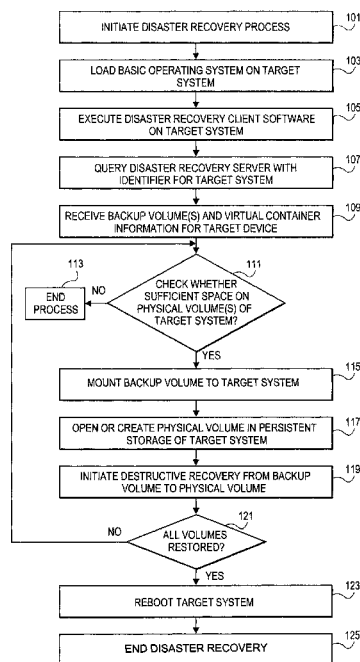 INITIATE DISASTER RECOVERY PROCESS
101
LOAD BASIC OPERATING SYSTEM ON TARGET
SYSTEM
103
EXECUTE DISASTER RECOVERY CLIENT SOFTWARE
ON TARGET SYSTEM
105
QUERY DISASTER RECOVERY SERVER WITH
IDENTIFIER FOR TARGET SYSTEM
107
RECEIVE BACKUP VOLUME(S) AND VIRTUAL CONTAINER
INFORMATION FOR TARGET DEVICE
109
CHECK WHETHER
SUFFICIENT SPACE ON
PHYSICAL VOLUME(S) OF
TARGET SYSTEM?
111
NO
113
END
PROCESS
YES
MOUNT BACKUP VOLUME TO TARGET SYSTEM
115
OPEN OR CREATE PHYSICAL VOLUME IN PERSISTENT
STORAGE OF TARGET SYSTEM
117
INITIATE DESTRUCTIVE RECOVERY FROM BACKUP
VOLUME TO PHYSICAL VOLUME
119
ALL VOLUMES
RESTORED?
121
NO
YES
REBOOT TARGET SYSTEM
123
END DISASTER RECOVERY
125